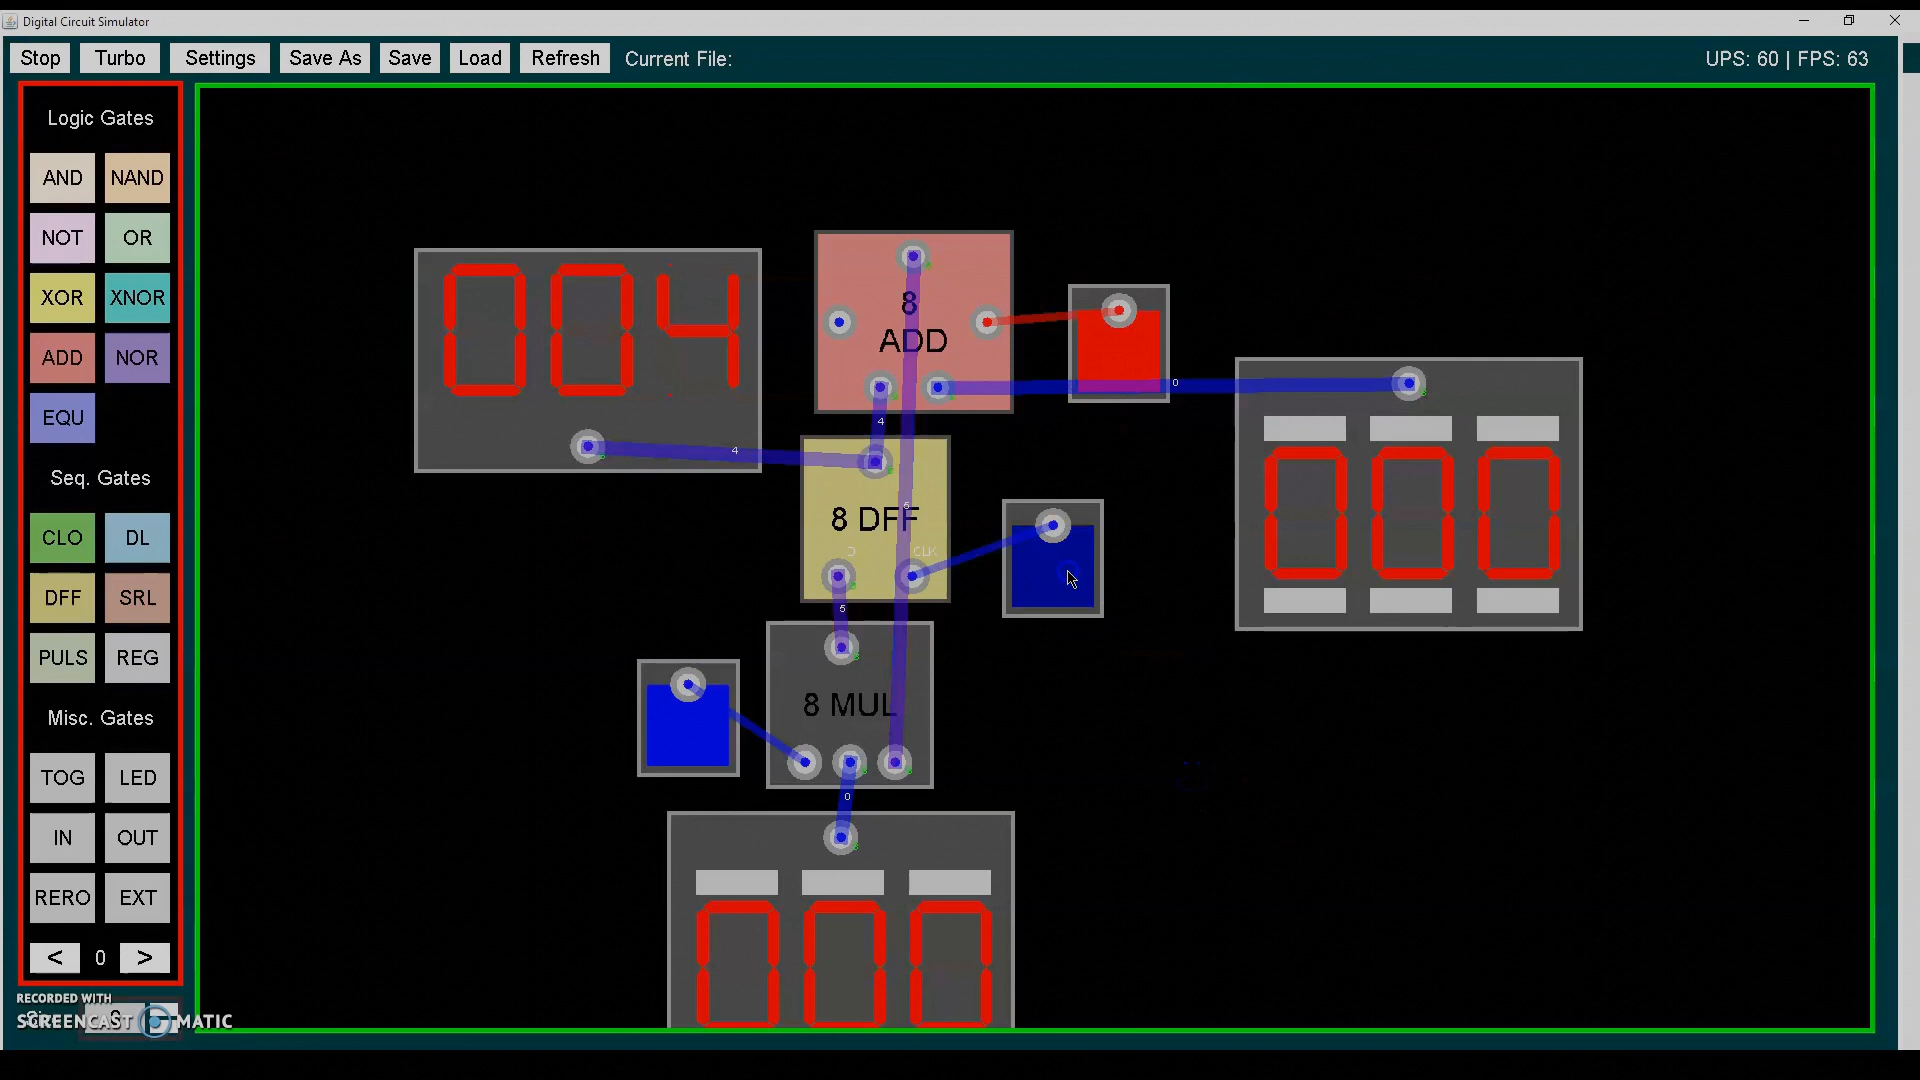 Digital Circuit Simulator
Stop Turbo Settings Save As Save Load Refresh Current File: UPS: 60 | FPS: 63
Logic Gates
AND NAND
NOT OR
XOR XNOR
ADD NOR
EQU
Seq. Gates
CLO DL
DFF SRL
PULS REG
Misc. Gates
TOG LED
IN OUT
RERO EXT
< 0 >
RECORDED WITH
SCREENCAST MATIC
004
8
ADD
0
4
4
8 DFF
6
D CLK
5
8 MUL
0
000
000